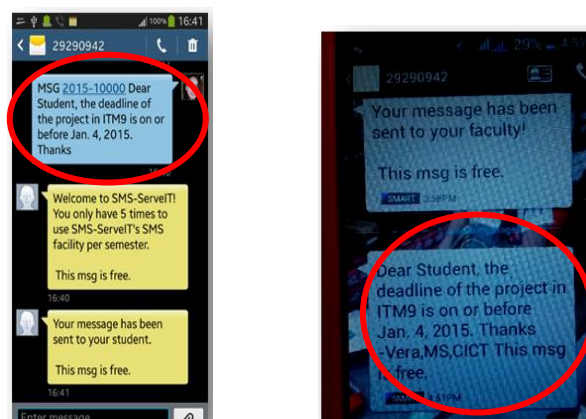 100% 16:41
29290942
MSG 2015-10000 Dear
Student, the deadline of
the project in ITM9 is on or
before Jan. 4, 2015.
Thanks
Welcome to SMS-ServeIT!
You only have 5 times to
use SMS-ServeIT's SMS
facility per semester.
This msg is free.
16:40
Your message has been
sent to your student.
This msg is free.
16:41
Enter message
29%
29290942
Your message has been
sent to your faculty!
This msg is free.
SMART 3:58PM
Dear Student, the
deadline of the project in
ITM9 is on or before
Jan. 4, 2015. Thanks
-Vera,MS,CICT This msg
is free.